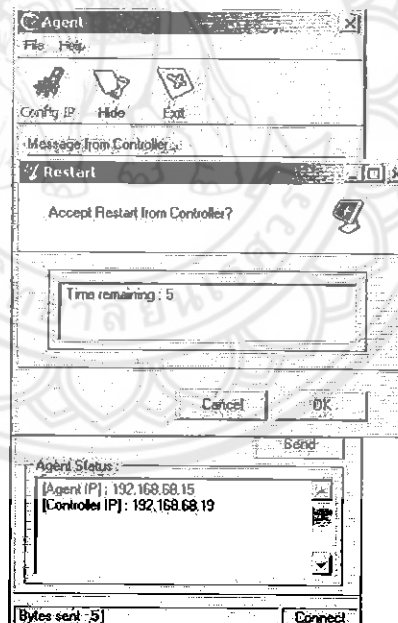 Agent
File Help
Config IP Hide Exit
Message from Controller :
Restart
Accept Restart from Controller?
Time remaining : 5
Cancel OK
Send
Agent Status :
[Agent IP] : 192.168.68.15
[Controller IP] : 192.168.68.19
Bytes sent :5] Connect